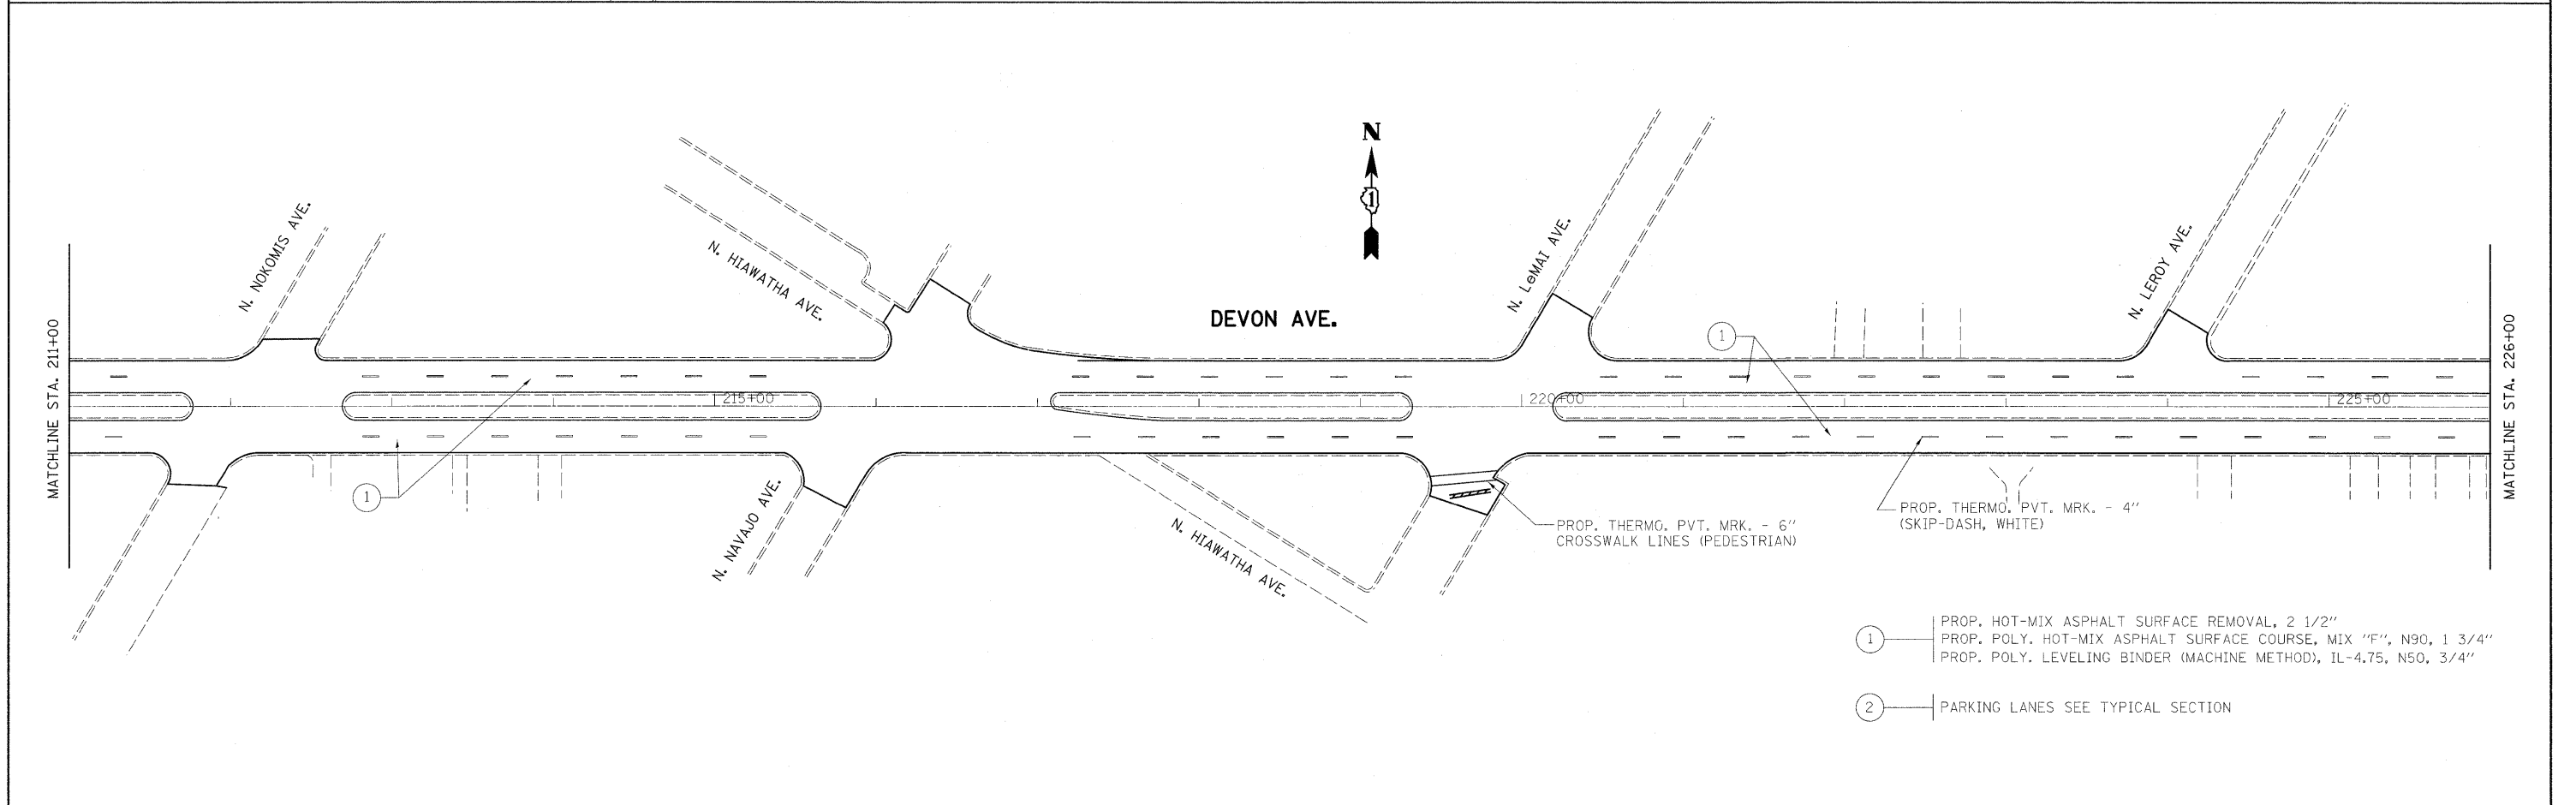 N
1
N. NOKOMIS AVE.
N. HIAWATHA AVE.
DEVON AVE.
N. LeMAI AVE.
N. LEROY AVE.
MATCHLINE STA. 211+00
1
215+00
220+00
225+00
MATCHLINE STA. 226+00
1
N. NAVAJO AVE.
N. HIAWATHA AVE.
PROP. THERMO. PVT. MRK. - 6"
CROSSWALK LINES (PEDESTRIAN)
PROP. THERMO. PVT. MRK. - 4"
(SKIP-DASH, WHITE)
1
PROP. HOT-MIX ASPHALT SURFACE REMOVAL, 2 1/2"
PROP. POLY. HOT-MIX ASPHALT SURFACE COURSE, MIX "F", N90, 1 3/4"
PROP. POLY. LEVELING BINDER (MACHINE METHOD), IL-4.75, N50, 3/4"
2
PARKING LANES SEE TYPICAL SECTION